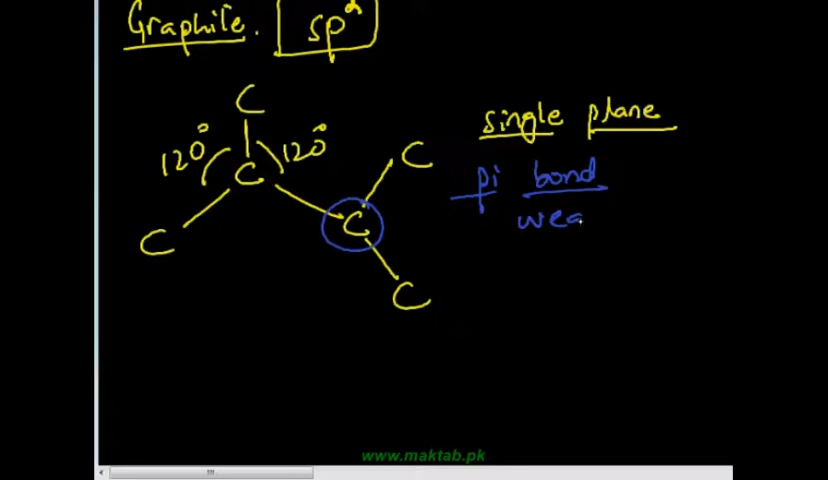 Graphite. sp²
C
120° 120°
single plane
C
C
pi bond
C
C
wea
C
www.maktab.pk